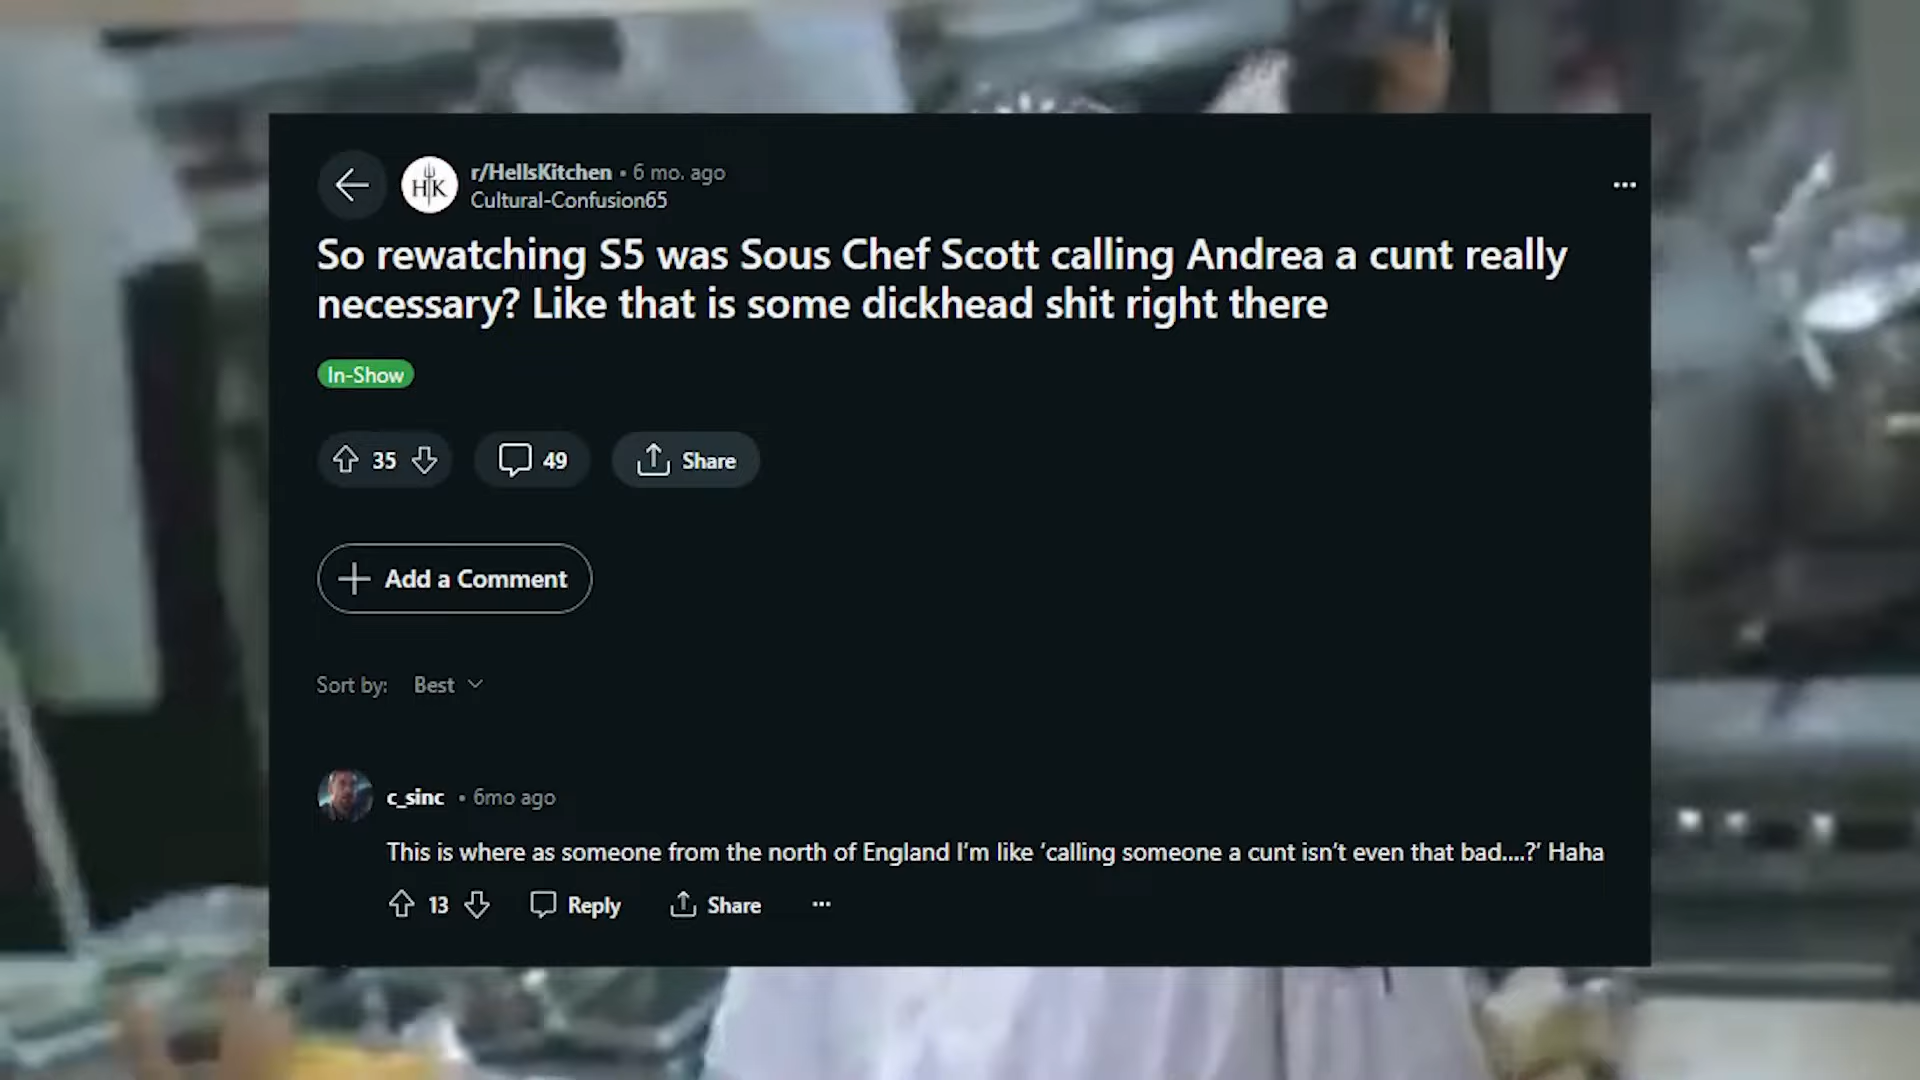 HK
r/HellsKitchen • 6 mo. ago
Cultural-Confusion65
So rewatching S5 was Sous Chef Scott calling Andrea a cunt really
necessary? Like that is some dickhead shit right there
In-Show
35
49
Share
Add a Comment
Sort by: Best
c_sinc • 6mo ago
This is where as someone from the north of England I'm like ‘calling someone a cunt isn't even that bad....?’ Haha
13
Reply
Share